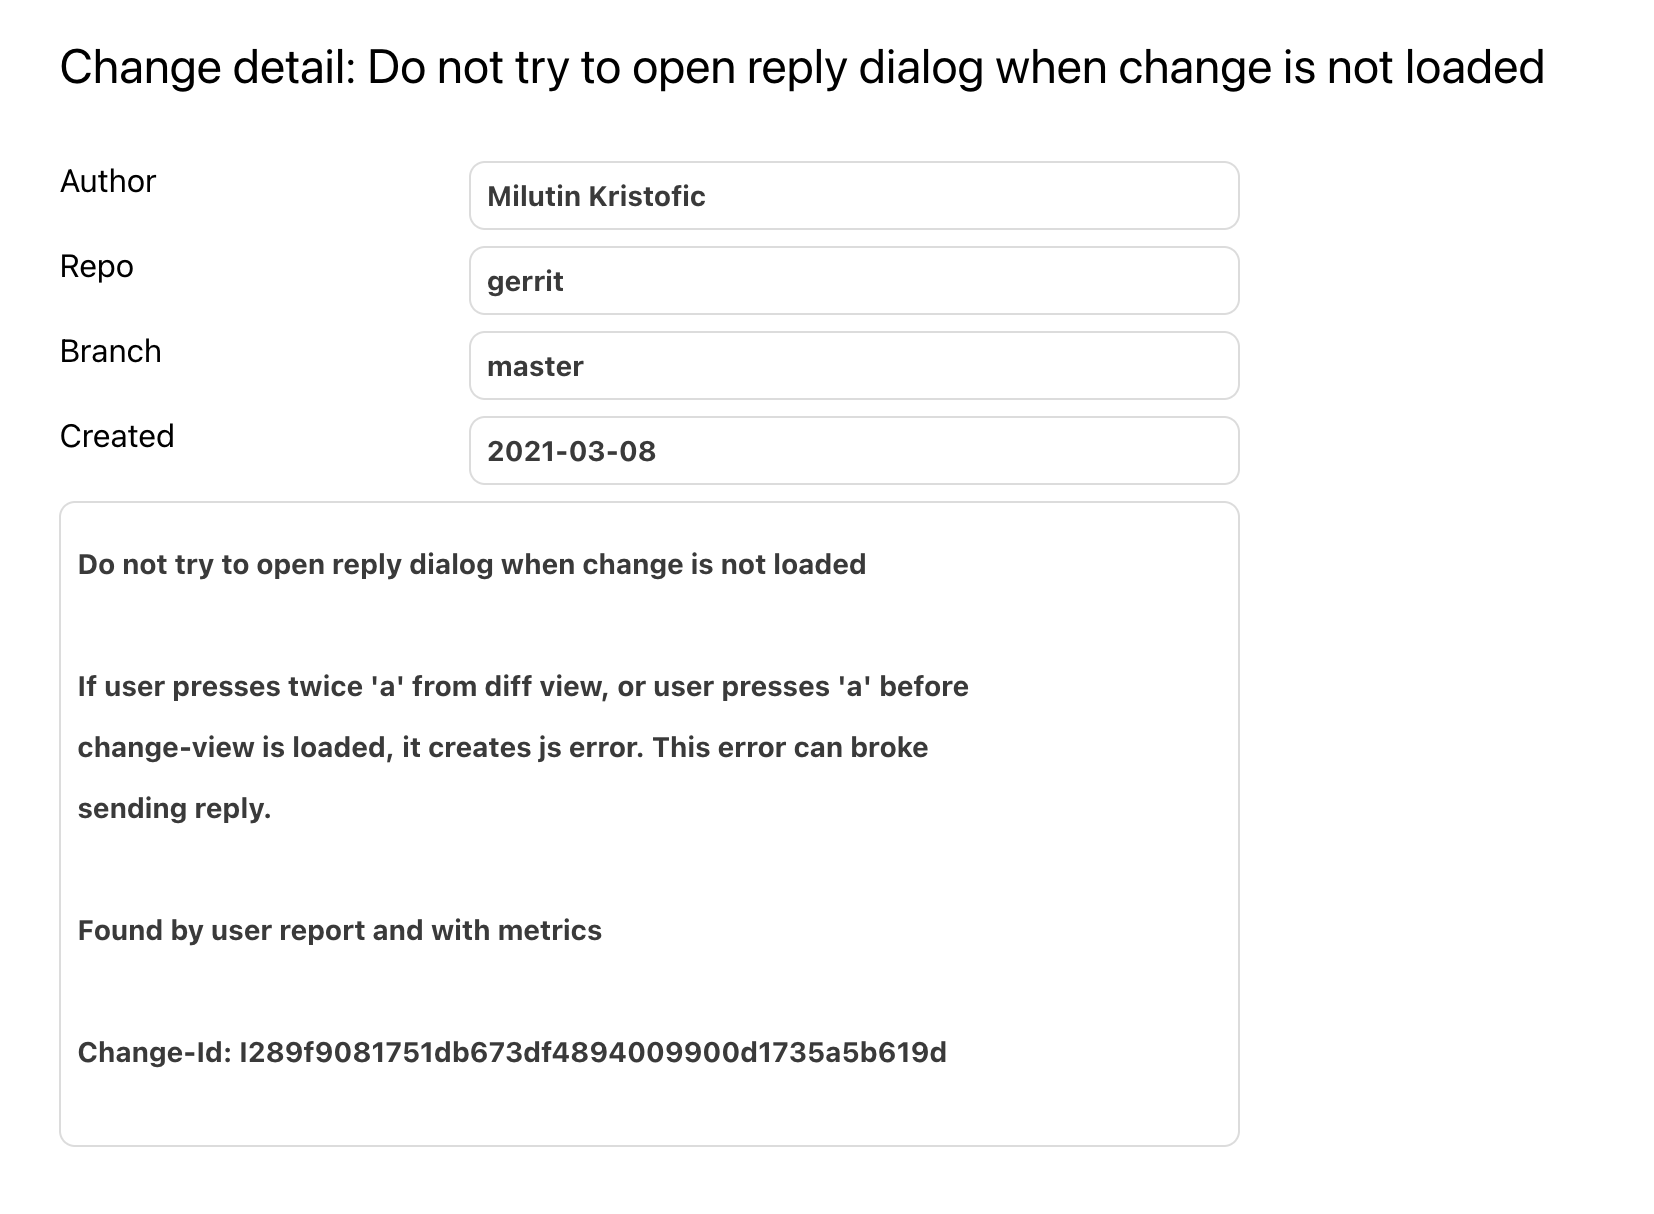 Change detail: Do not try to open reply dialog when change is not loaded
Author
Milutin Kristofic
Repo
gerrit
Branch
master
Created
2021-03-08
Do not try to open reply dialog when change is not loaded
If user presses twice 'a' from diff view, or user presses 'a' before
change-view is loaded, it creates js error. This error can broke
sending reply.
Found by user report and with metrics
Change-Id: I289f9081751db673df4894009900d1735a5b619d